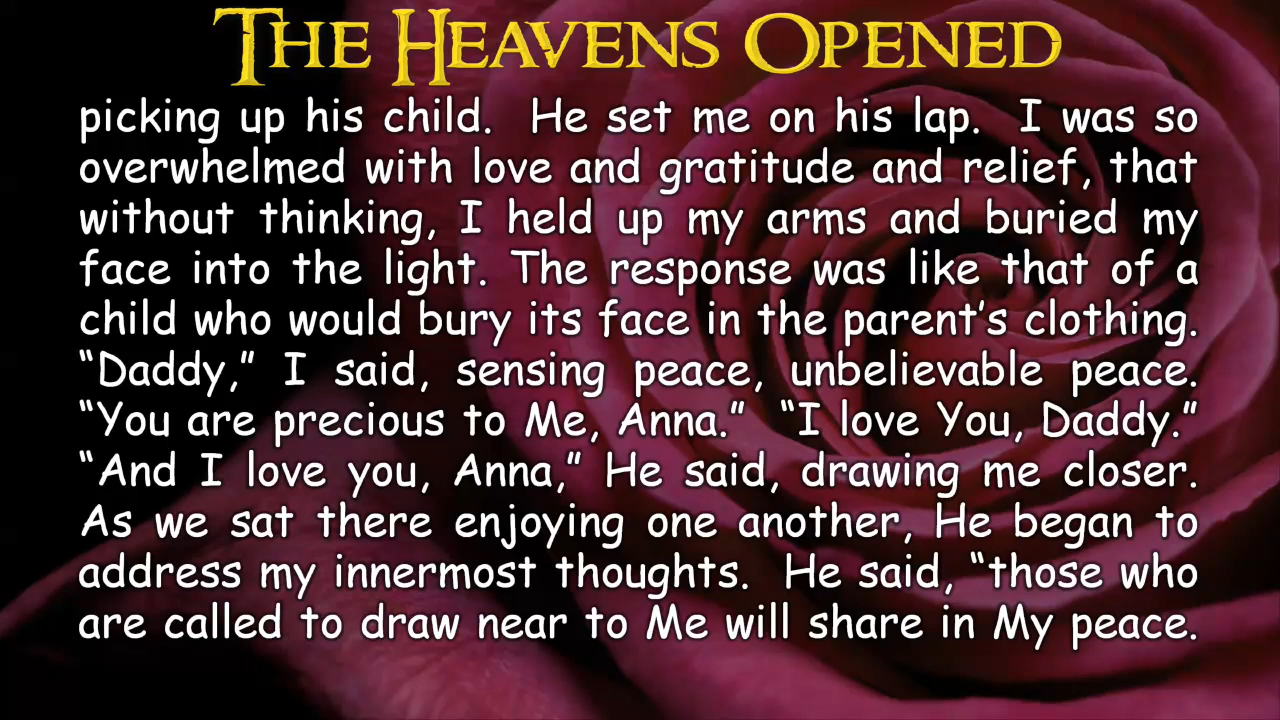 THE HEAVENS OPENED
picking up his child.  He set me on his lap.  I was so
overwhelmed with love and gratitude and relief, that
without thinking, I held up my arms and buried my
face into the light. The response was like that of a
child who would bury its face in the parent’s clothing.
“Daddy,” I said, sensing peace, unbelievable peace.
“You are precious to Me, Anna.”  “I love You, Daddy.”
“And I love you, Anna,” He said, drawing me closer.
As we sat there enjoying one another, He began to
address my innermost thoughts.  He said, “those who
are called to draw near to Me will share in My peace.